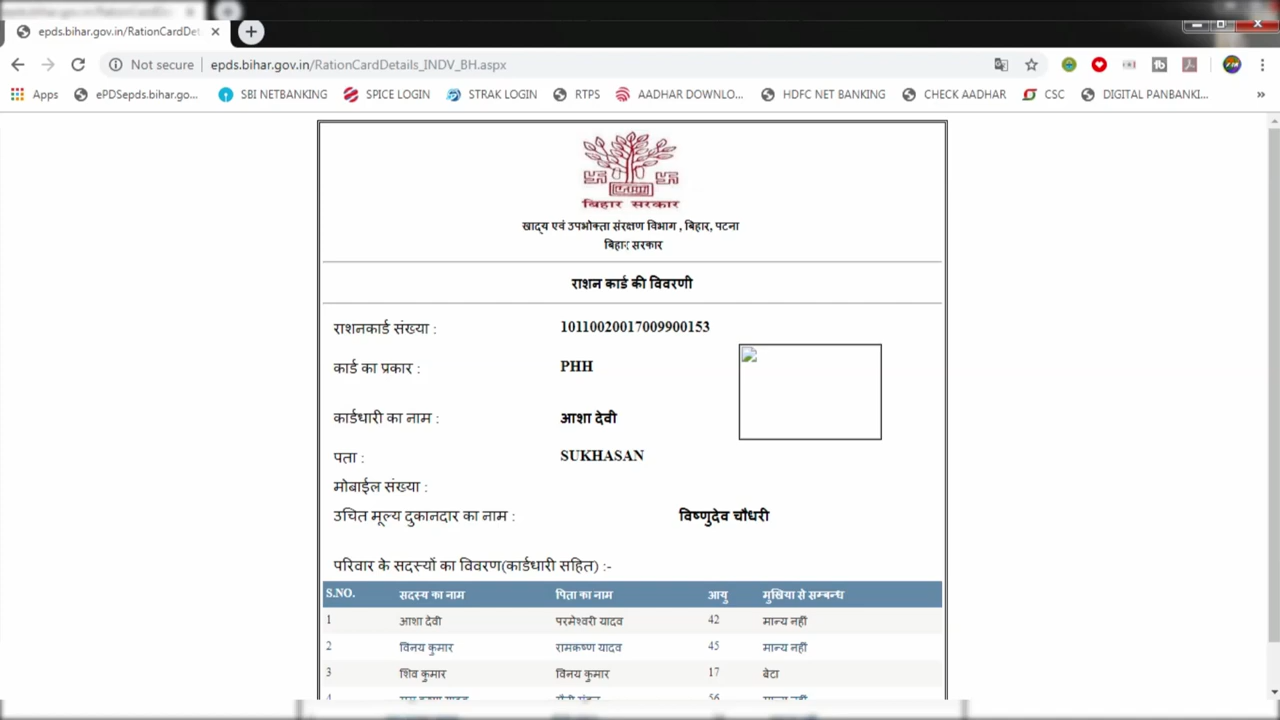 epds.bihar.gov.in/RationCardDet
Not secure epds.bihar.gov.in/RationCardDetails_INDV_BH.aspx
Apps ePDSepds.bihar.go... SBI NETBANKING SPICE LOGIN STRAK LOGIN RTPS AADHAR DOWNLO... HDFC NET BANKING CHECK AADHAR CSC DIGITAL PANBANKI... »
बिहार सरकार
खाद्य एवं उपभोक्ता संरक्षण विभाग , बिहार, पटना
बिहार सरकार
राशन कार्ड की विवरणी
राशनकार्ड संख्या : 10110020017009900153
कार्ड का प्रकार : PHH
कार्डधारी का नाम : आशा देवी
पता : SUKHASAN
मोबाईल संख्या :
उचित मूल्य दुकानदार का नाम : विष्णुदेव चौधरी
परिवार के सदस्यों का विवरण(कार्डधारी सहित) :-
S.NO. सदस्य का नाम पिता का नाम आयु मुखिया से सम्बन्ध
1 आशा देवी परमेश्वरी यादव 42 मान्य नहीं
2 विनय कुमार रामकष्ण यादव 45 मान्य नहीं
3 शिव कुमार विनय कुमार 17 बेटा
4 56 मान्य नहीं